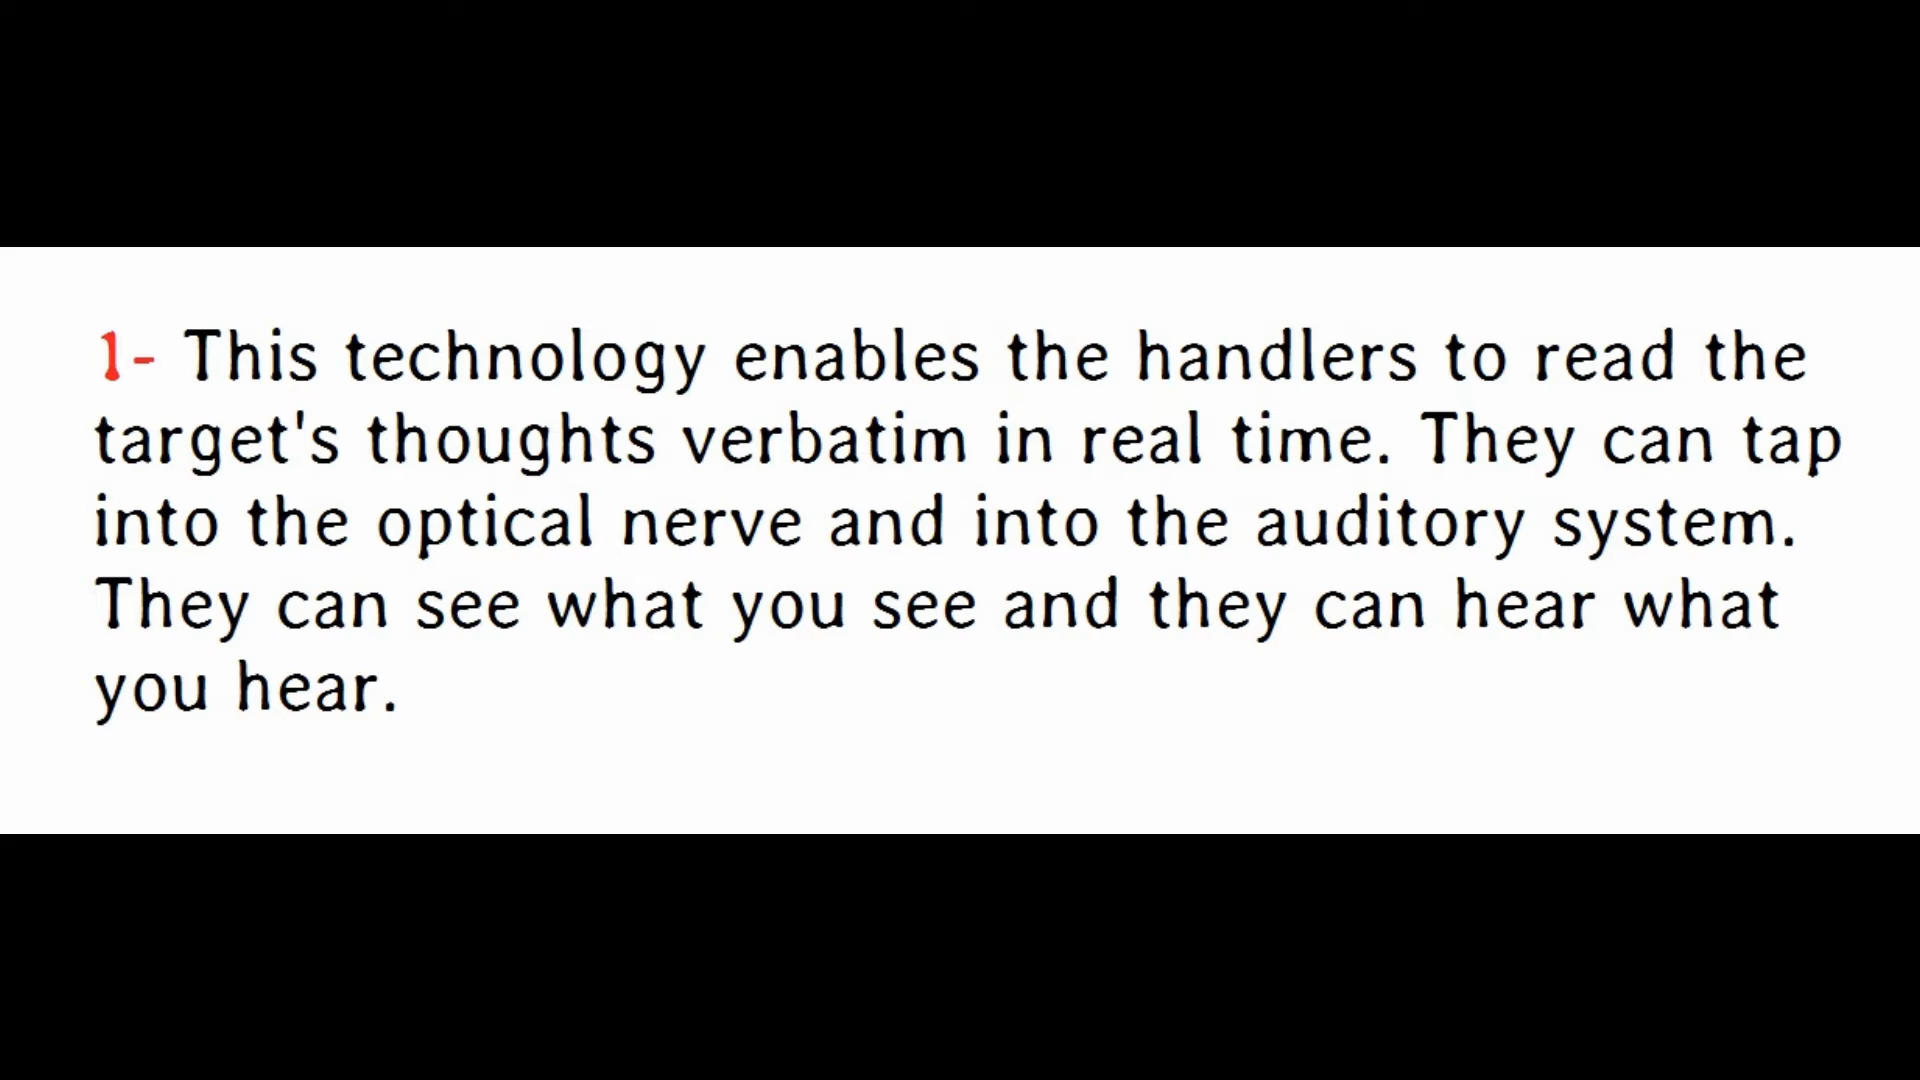 1- This technology enables the handlers to read the
target's thoughts verbatim in real time. They can tap
into the optical nerve and into the auditory system.
They can see what you see and they can hear what
you hear.